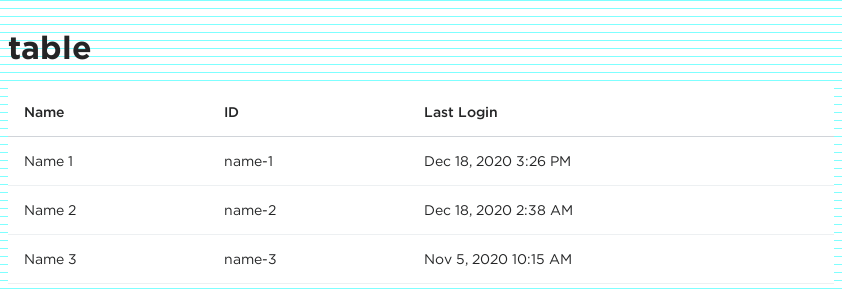 table
Name ID Last Login
Name 1 name-1 Dec 18, 2020 3:26 PM
Name 2 name-2 Dec 18, 2020 2:38 AM
Name 3 name-3 Nov 5, 2020 10:15 AM